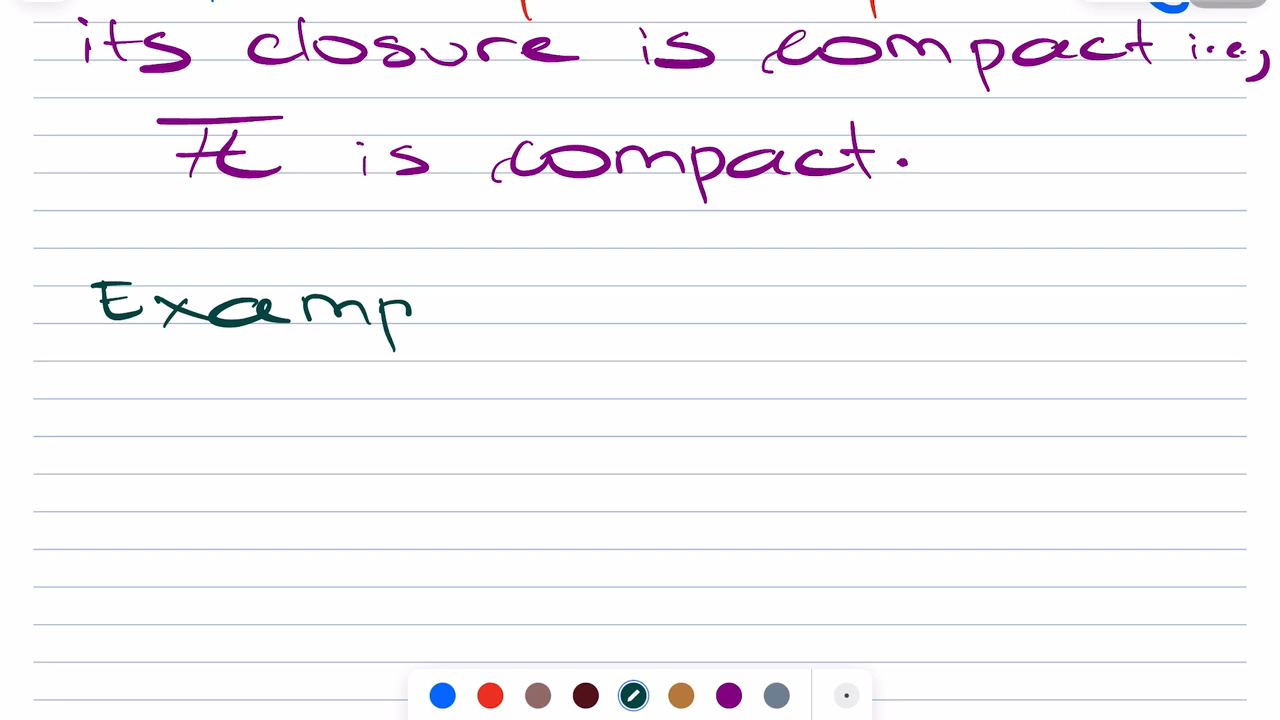 its closure is compact i.e.,
is compact.
Examp